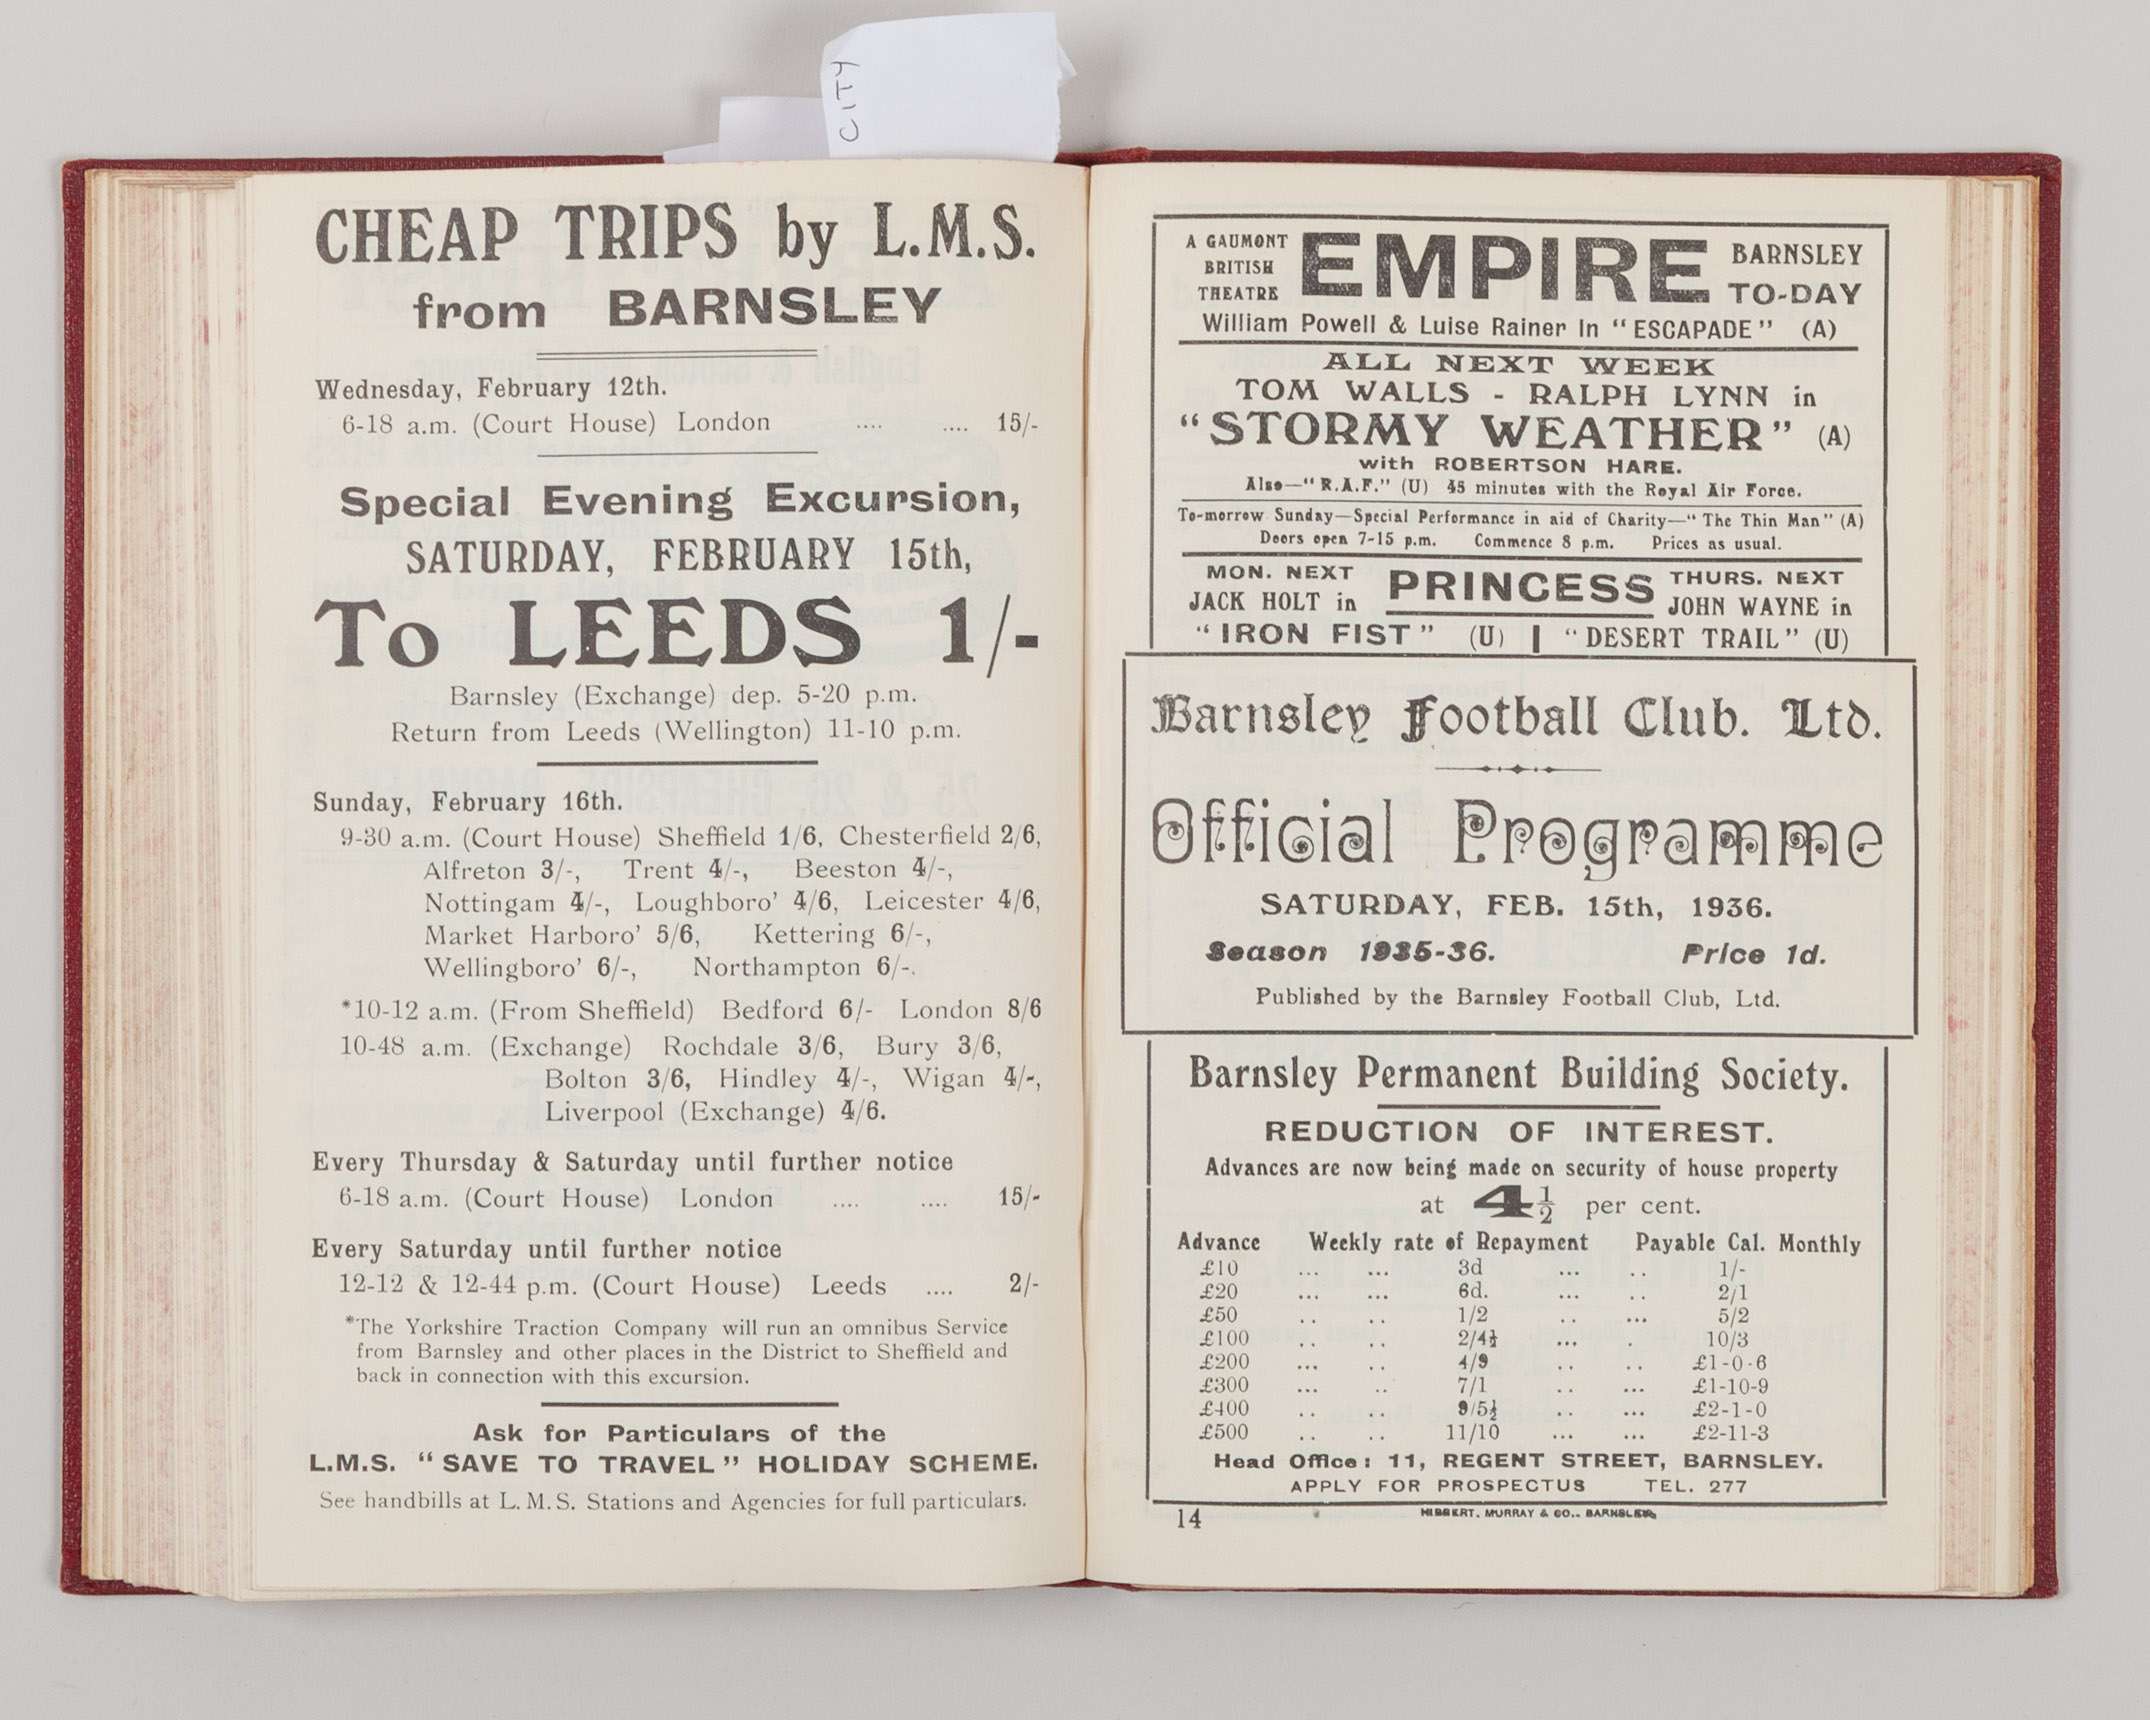 CITY
CHEAP TRIPS by L.M.S.
from BARNSLEY
Wednesday, February 12th.
6-18 a.m. (Court House) London .... .... 15/-
Special Evening Excursion,
SATURDAY, FEBRUARY 15th,
To LEEDS 1/-
Barnsley (Exchange) dep. 5-20 p.m.
Return from Leeds (Wellington) 11-10 p.m.
Sunday, February 16th.
9-30 a.m. (Court House) Sheffield 1/6, Chesterfield 2/6,
Alfreton 3/-, Trent 4/-, Beeston 4/-,
Nottingam 4/-, Loughboro' 4/6, Leicester 4/6,
Market Harboro' 5/6, Kettering 6/-,
Wellingboro' 6/-, Northampton 6/-.
*10-12 a.m. (From Sheffield) Bedford 6/- London 8/6
10-48 a.m. (Exchange) Rochdale 3/6, Bury 3/6,
Bolton 3/6, Hindley 4/-, Wigan 4/-,
Liverpool (Exchange) 4/6.
Every Thursday & Saturday until further notice
6-18 a.m. (Court House) London .... .... 15/-
Every Saturday until further notice
12-12 & 12-44 p.m. (Court House) Leeds .... 2/-
*The Yorkshire Traction Company will run an omnibus Service
from Barnsley and other places in the District to Sheffield and
back in connection with this excursion.
Ask for Particulars of the
L.M.S. "SAVE TO TRAVEL" HOLIDAY SCHEME.
See handbills at L.M.S. Stations and Agencies for full particulars.
A GAUMONT
BRITISH
THEATRE
EMPIRE
BARNSLEY
TO-DAY
William Powell & Luise Rainer In "ESCAPADE" (A)
ALL NEXT WEEK
TOM WALLS - RALPH LYNN in
"STORMY WEATHER" (A)
with ROBERTSON HARE.
Also—"R.A.F." (U) 45 minutes with the Royal Air Force.
To-morrow Sunday—Special Performance in aid of Charity—"The Thin Man" (A)
Doors open 7-15 p.m. Commence 8 p.m. Prices as usual.
MON. NEXT
JACK HOLT in
PRINCESS
THURS. NEXT
JOHN WAYNE in
"IRON FIST" (U) | "DESERT TRAIL" (U)
Barnsley Football Club. Ltd.
Official Programme
SATURDAY, FEB. 15th, 1936.
Season 1935-36. Price 1d.
Published by the Barnsley Football Club, Ltd.
Barnsley Permanent Building Society.
REDUCTION OF INTEREST.
Advances are now being made on security of house property
at 4½ per cent.
Advance Weekly rate of Repayment Payable Cal. Monthly
£10 ... ... 3d ... .. 1/-
£20 ... ... 6d. ... .. 2/1
£50 .. .. 1/2 .. ... 5/2
£100 .. .. 2/4½ ... . 10/3
£200 ... .. 4/9 .. .. £1-0-6
£300 ... .. 7/1 .. ... £1-10-9
£400 .. .. 9/5½ .. ... £2-1-0
£500 .. .. 11/10 ... ... £2-11-3
Head Office: 11, REGENT STREET, BARNSLEY.
APPLY FOR PROSPECTUS TEL. 277
14
HIBBERT, MURRAY & CO., BARNSLEY